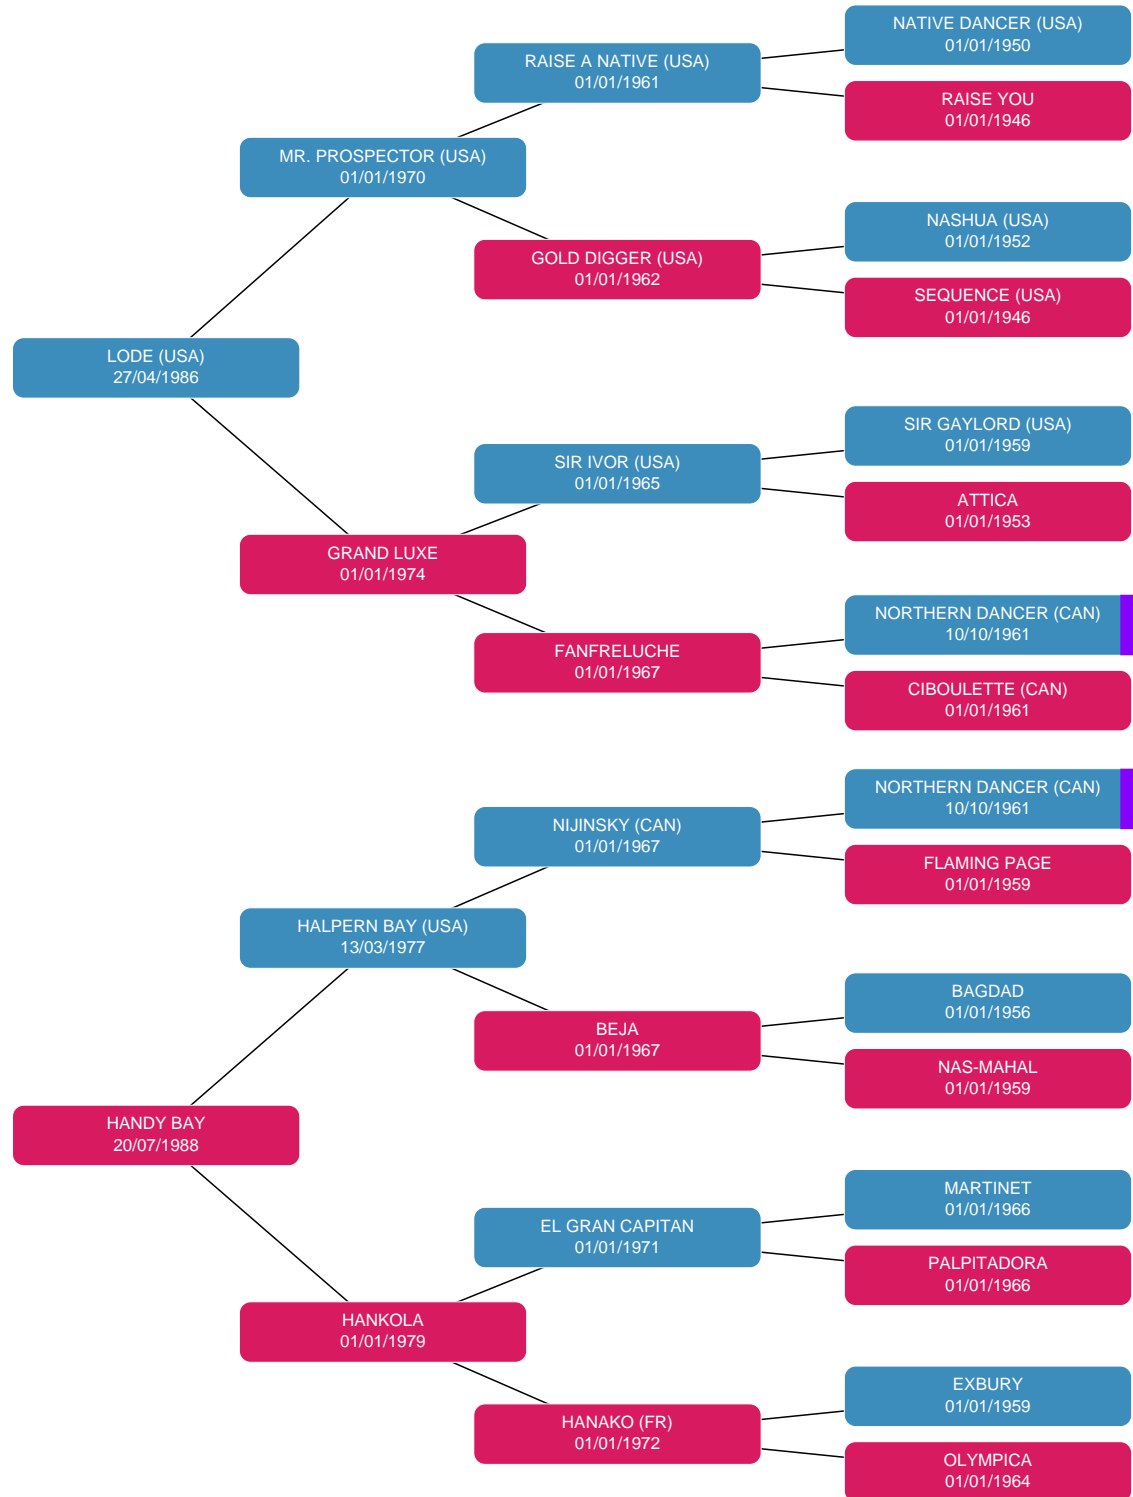 NATIVE DANCER (USA)
01/01/1950
RAISE A NATIVE (USA)
01/01/1961
RAISE YOU
01/01/1946
MR. PROSPECTOR (USA)
01/01/1970
NASHUA (USA)
01/01/1952
GOLD DIGGER (USA)
01/01/1962
SEQUENCE (USA)
01/01/1946
LODE (USA)
27/04/1986
SIR GAYLORD (USA)
01/01/1959
SIR IVOR (USA)
01/01/1965
ATTICA
01/01/1953
GRAND LUXE
01/01/1974
NORTHERN DANCER (CAN)
10/10/1961
FANFRELUCHE
01/01/1967
CIBOULETTE (CAN)
01/01/1961
NORTHERN DANCER (CAN)
10/10/1961
NIJINSKY (CAN)
01/01/1967
FLAMING PAGE
01/01/1959
HALPERN BAY (USA)
13/03/1977
BAGDAD
01/01/1956
BEJA
01/01/1967
NAS-MAHAL
01/01/1959
HANDY BAY
20/07/1988
MARTINET
01/01/1966
EL GRAN CAPITAN
01/01/1971
PALPITADORA
01/01/1966
HANKOLA
01/01/1979
EXBURY
01/01/1959
HANAKO (FR)
01/01/1972
OLYMPICA
01/01/1964